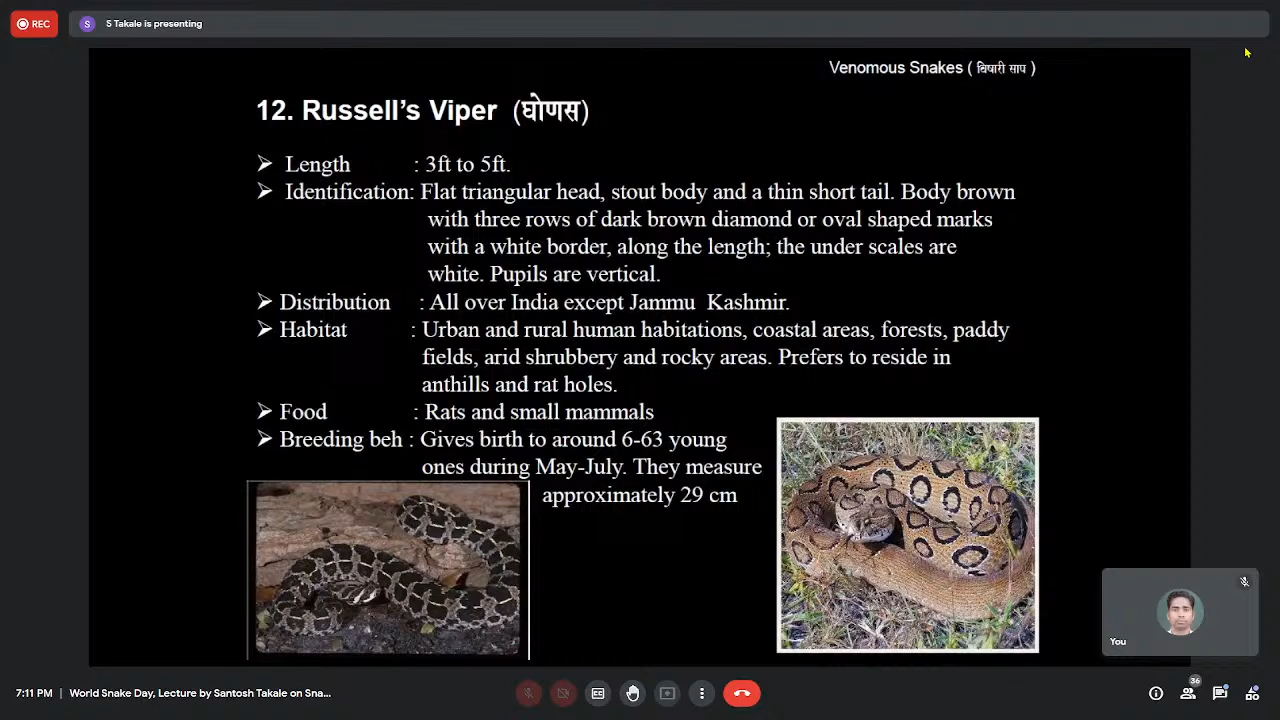 REC
S
S Takale is presenting
Venomous Snakes ( विषारी साप )
12. Russell’s Viper (घोणस)
➢ Length : 3ft to 5ft.
➢ Identification: Flat triangular head, stout body and a thin short tail. Body brown
with three rows of dark brown diamond or oval shaped marks
with a white border, along the length; the under scales are
white. Pupils are vertical.
➢ Distribution : All over India except Jammu Kashmir.
➢ Habitat : Urban and rural human habitations, coastal areas, forests, paddy
fields, arid shrubbery and rocky areas. Prefers to reside in
anthills and rat holes.
➢ Food : Rats and small mammals
➢ Breeding beh : Gives birth to around 6-63 young
ones during May-July. They measure
approximately 29 cm
You
7:11 PM | World Snake Day, Lecture by Santosh Takale on Sna...
36